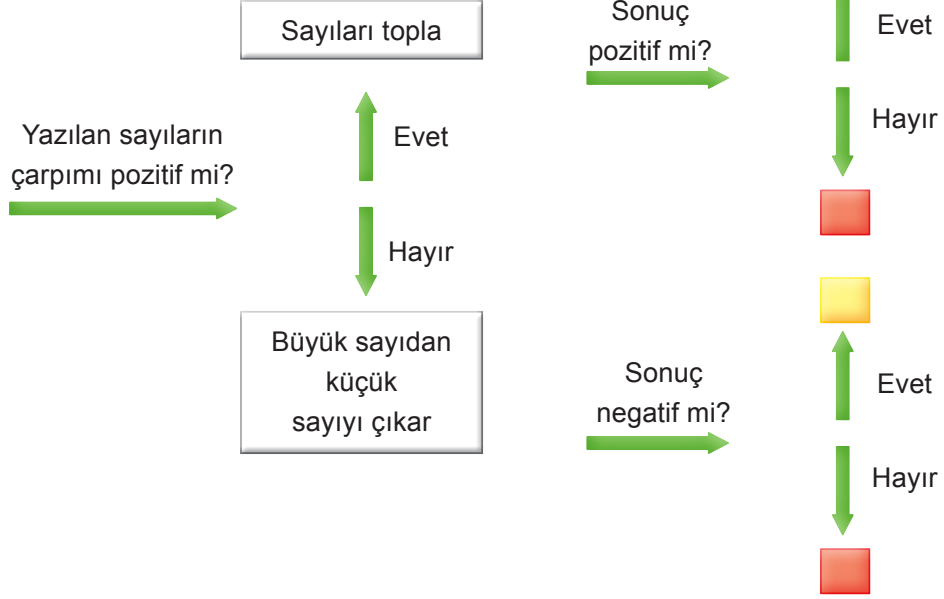 Sayıları topla
Sonuç
pozitif mi?
Evet
Hayır
Yazılan sayıların
çarpımı pozitif mi?
Evet
Hayır
Büyük sayıdan
küçük
sayıyı çıkar
Sonuç
negatif mi?
Evet
Hayır